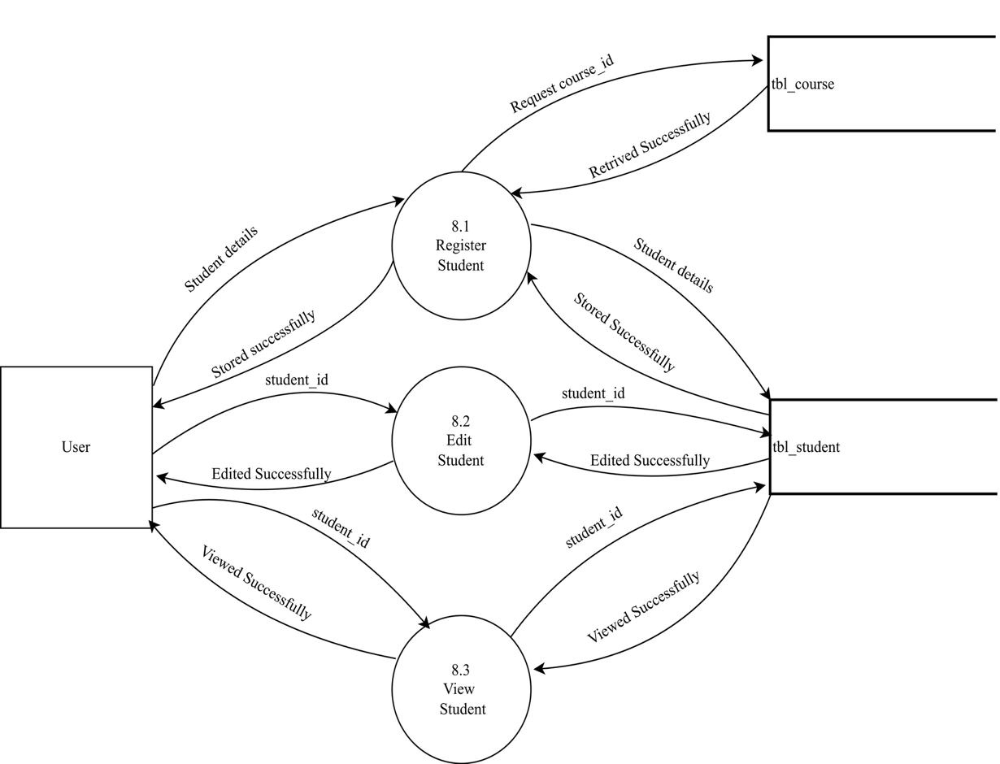 Request course_id
tbl_course
Retrived Successfully
8.1
Register
Student
Student details
Student details
Stored successfully
Stored Successfully
student_id
student_id
8.2
Edit
Student
User
tbl_student
Edited Successfully
Edited Successfully
student_id
student_id
Viewed Successfully
Viewed Successfully
8.3
View
Student